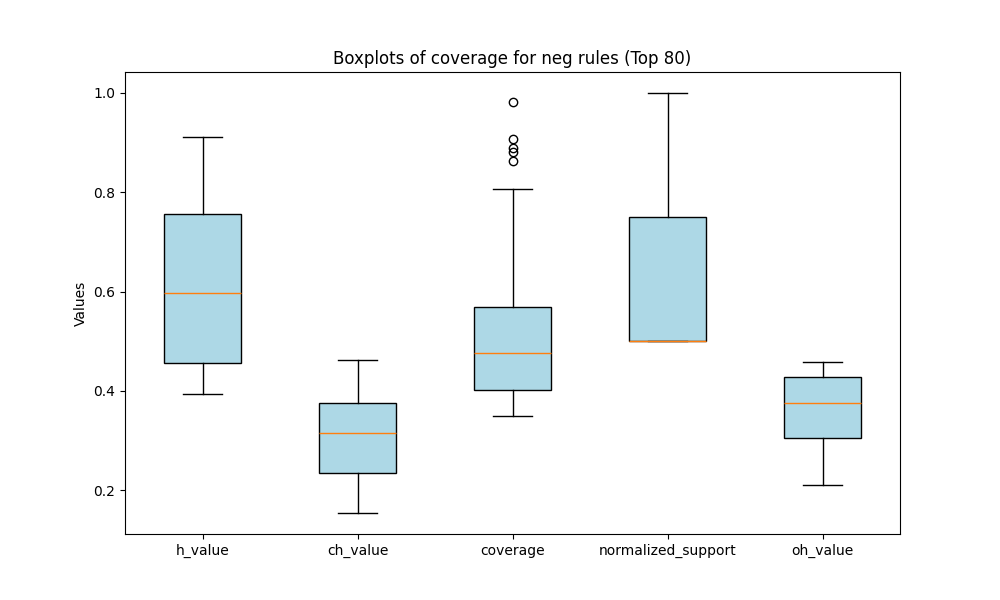 Boxplots of coverage for neg rules (Top 80)
1.0
0.8
0.6
0.4
0.2
Values
h_value
ch_value
coverage
normalized_support
oh_value